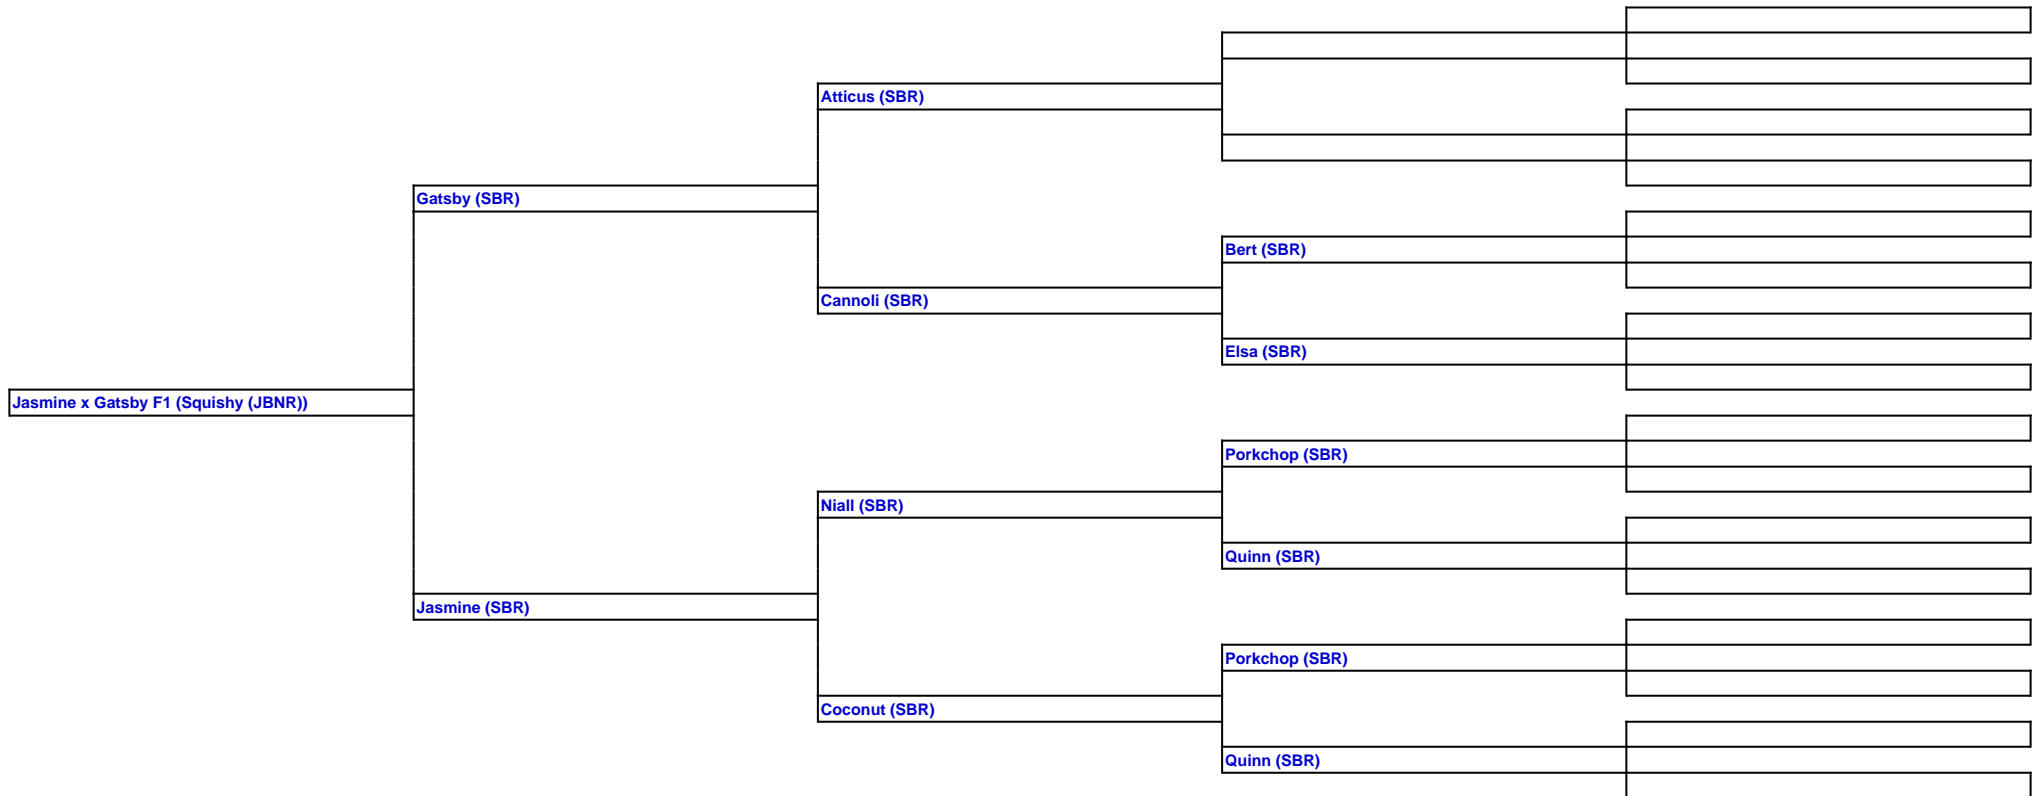 Atticus (SBR)
Gatsby (SBR)
Bert (SBR)
Cannoli (SBR)
Elsa (SBR)
Jasmine x Gatsby F1 (Squishy (JBNR))
Porkchop (SBR)
Niall (SBR)
Quinn (SBR)
Jasmine (SBR)
Porkchop (SBR)
Coconut (SBR)
Quinn (SBR)